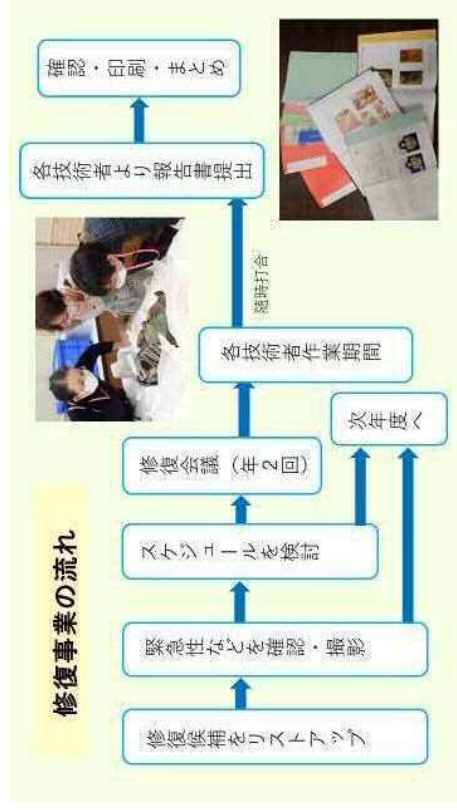 修復事業の流れ
修復候補をリストアップ
緊急性などを確認・撮影
スケジュールを検討
修復会議（年２回）
各技術者作業期間
次年度へ
随時打合
各技術者より報告書提出
確認・印刷・まとめ